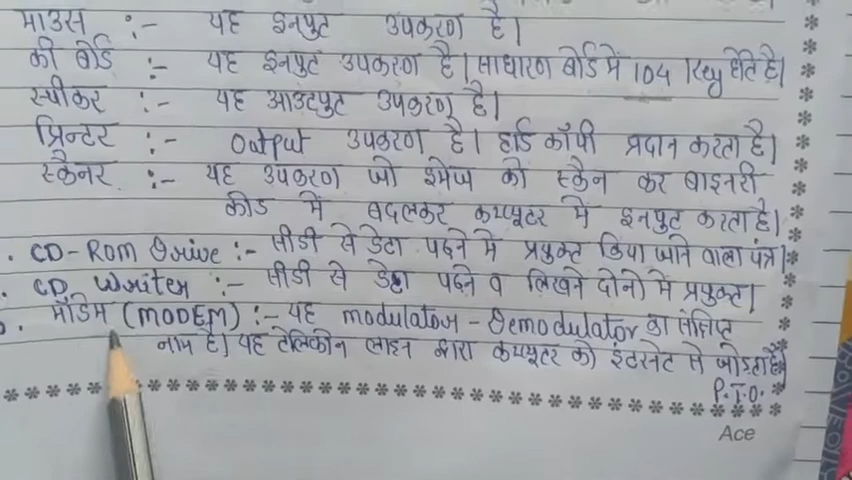 माउस :- यह इनपुट उपकरण है।
की बोर्ड :- यह इनपुट उपकरण है। साधारण बोर्ड में 104 Key होते है।
स्पीकर :- यह आउटपुट उपकरण है।
प्रिन्टर :- Output उपकरण है। हार्ड कॉपी प्रदान करता है।
स्कैनर :- यह उपकरण जो इमेज को स्कैन कर बाइनरी
कोड में बदलकर कम्प्यूटर में इनपुट करता है।
CD-Rom Drive :- सीडी से डेटा पढ़ने में प्रयुक्त किया जाने वाला यंत्र।
CD Writer :- सीडी से डेटा पढ़ने व लिखने दोनो में प्रयुक्त।
मॉडेम (MODEM) :- यह modulator - Demodulator का संक्षिप्त
नाम है। यह टेलिफोन लाइन द्वारा कम्प्यूटर को इंटरनेट से जोड़ता है।
P.T.O.
Ace